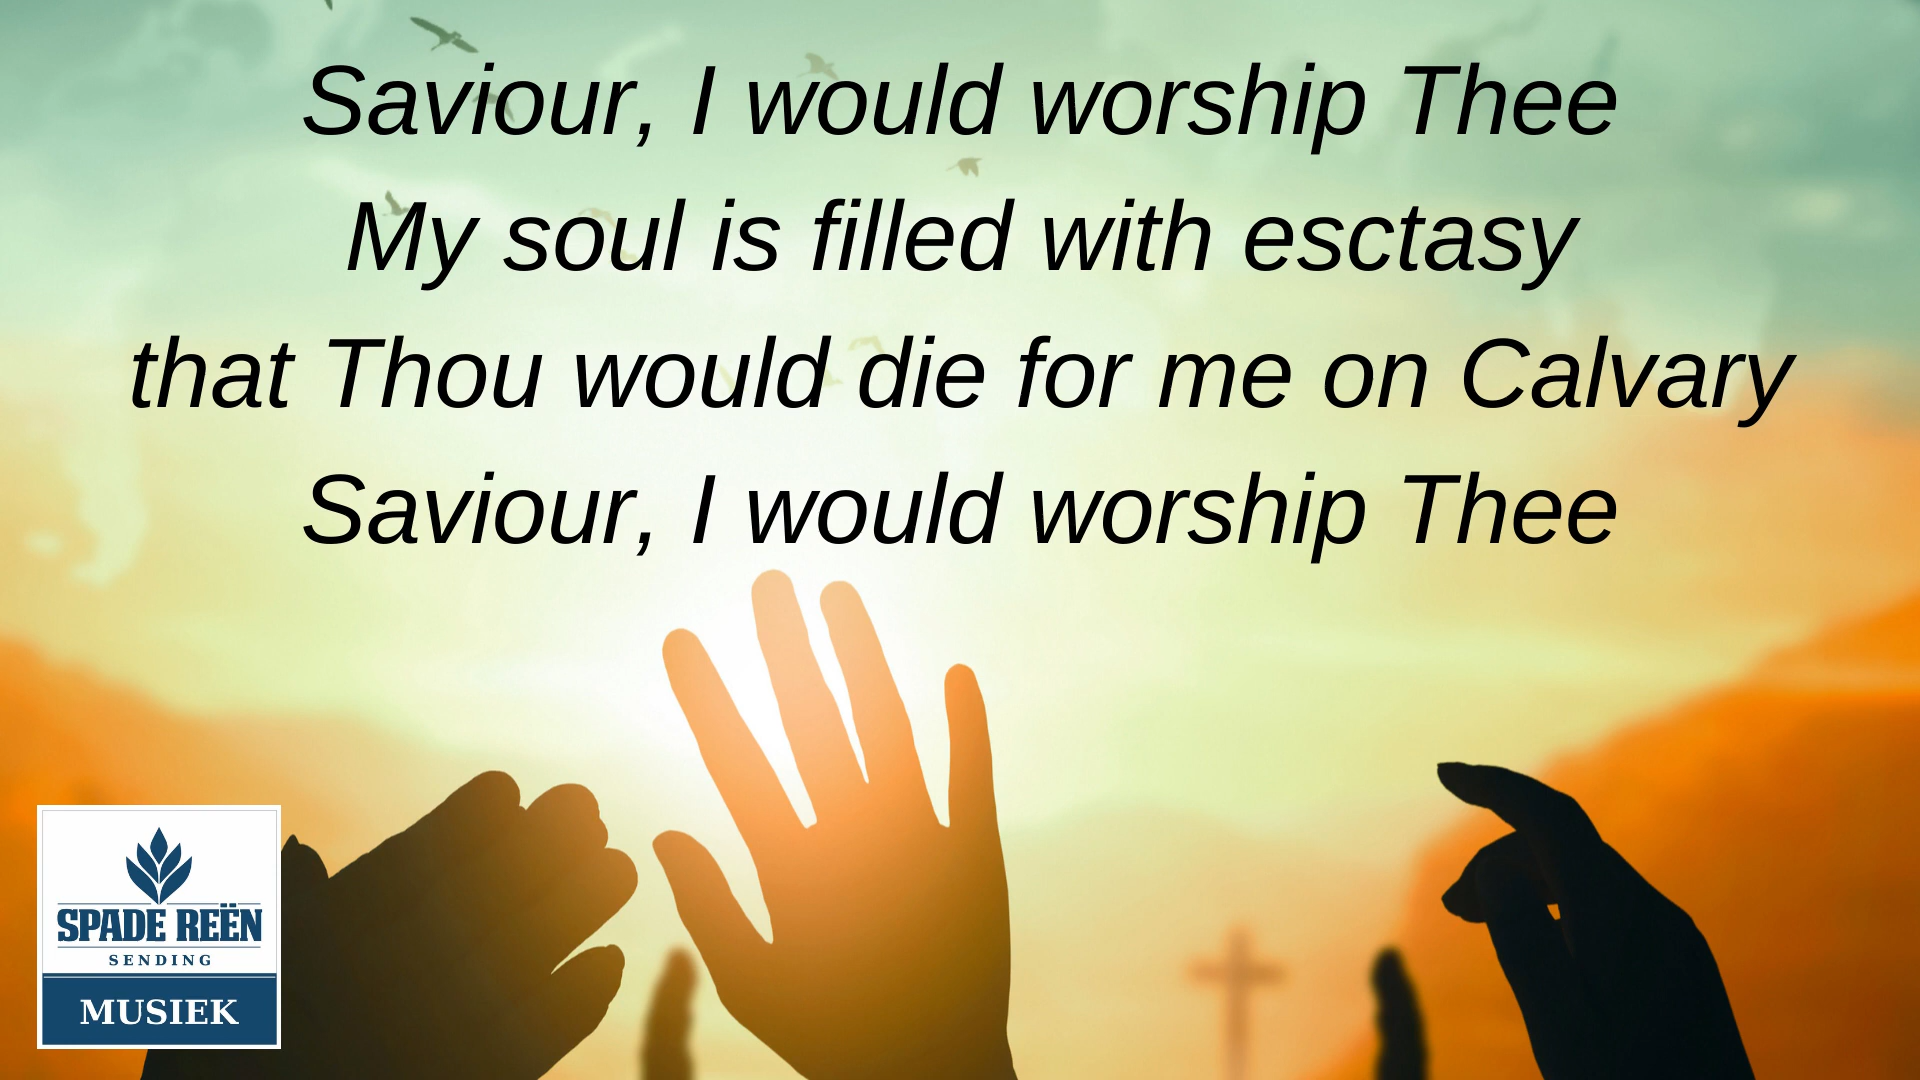 Saviour, I would worship Thee
My soul is filled with esctasy
that Thou would die for me on Calvary
Saviour, I would worship Thee
SPADE REËN
SENDING
MUSIEK